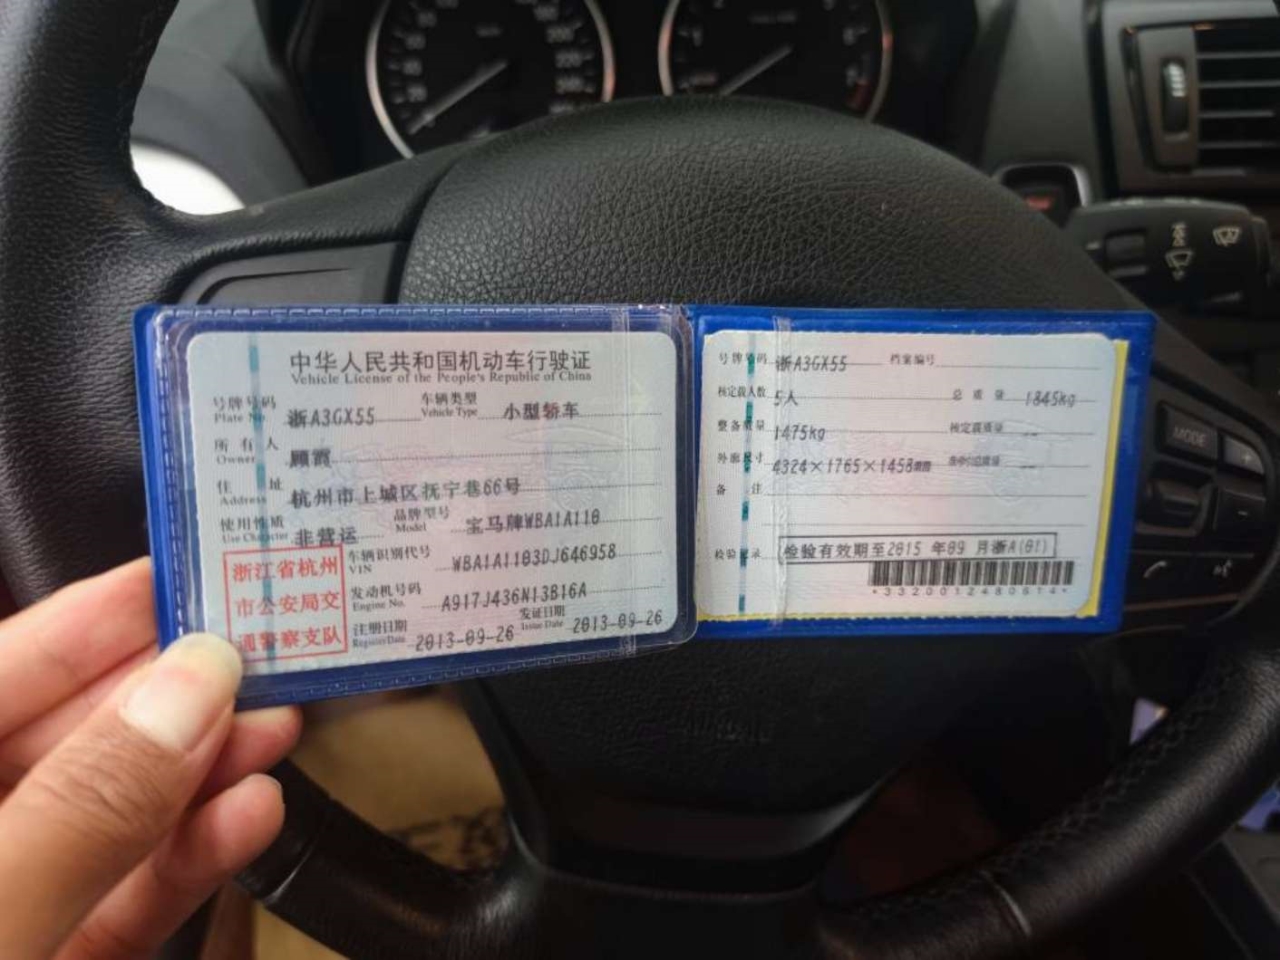 中华人民共和国机动车行驶证
Vehicle License of the People's Republic of China
号牌号码 浙A3GX55 车辆类型 小型轿车
Plate No. Vehicle Type
所有人 顾霞
Owner
住址 杭州市上城区抚宁巷66号
Address
使用性质 非营运 品牌型号 宝马牌WBA1A110
Use Character Model
浙江省杭州
市公安局交
通警察支队
车辆识别代号 WBA1A1103DJ646958
VIN
发动机号码 A917J436N13B16A
Engine No.
注册日期 2013-09-26 发证日期 2013-09-26
Register Date Issue Date
号牌号码 浙A3GX55 档案编号
核定载人数 5人 总质量 1845kg
整备质量 1475kg 核定载质量 --
外廓尺寸 4324×1765×1458 --
备注
检验记录 检验有效期至2015 年09 月浙A(01)
*3320012480614*
MODE